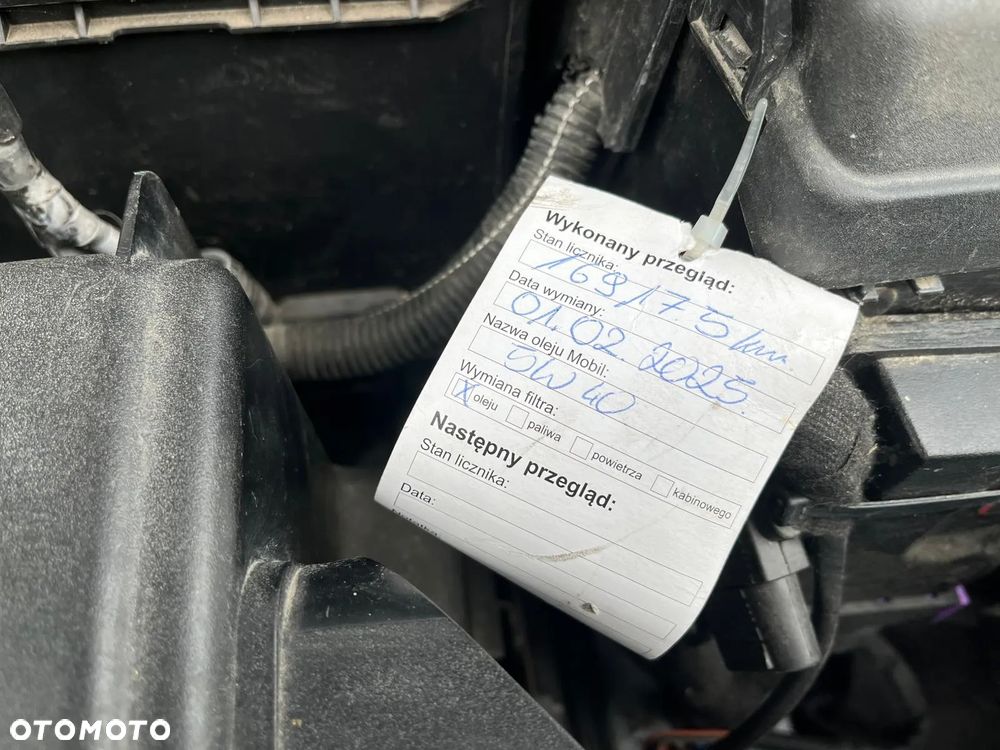 Wykonany przegląd:
Stan licznika:
169175 km
Data wymiany:
01.02.2025.
Nazwa oleju Mobil:
5W40
Wymiana filtra:
X oleju paliwa powietrza kabinowego
Następny przegląd:
Stan licznika:
Data:
OTOMOTO